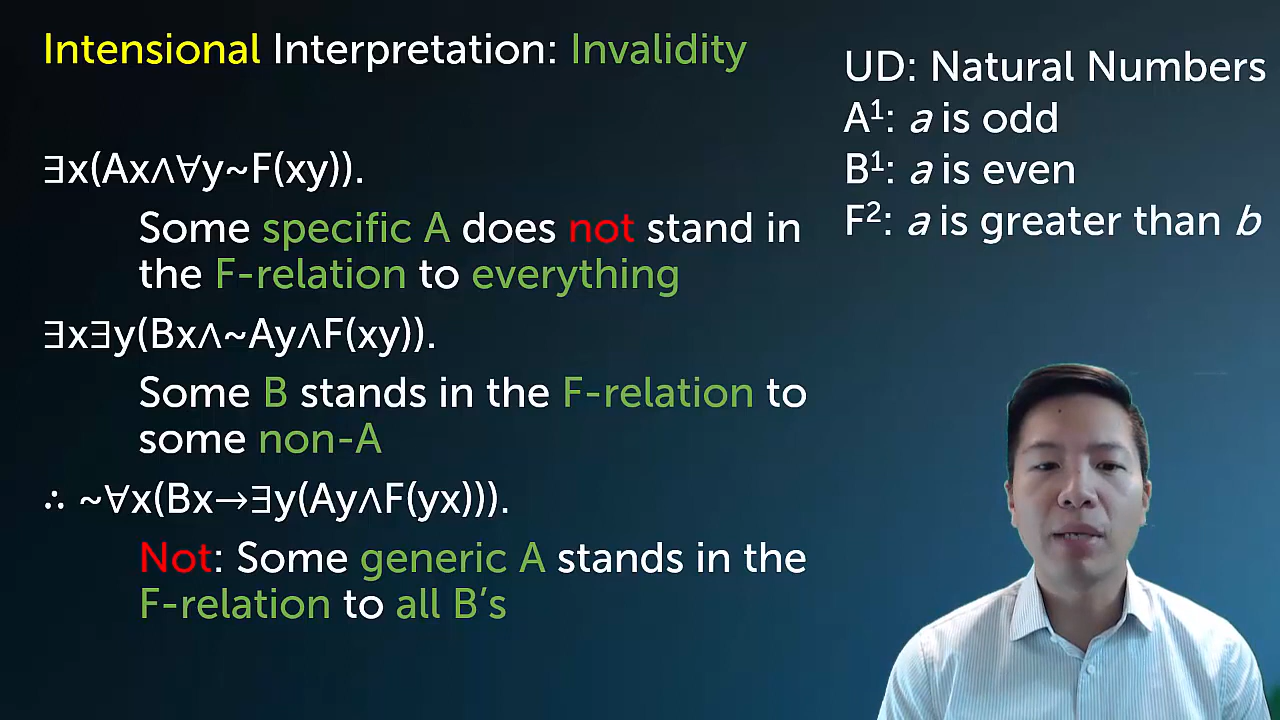 Intensional Interpretation: Invalidity
∃x(Ax∧∀y~F(xy)).
Some specific A does not stand in
the F-relation to everything
∃x∃y(Bx∧~Ay∧F(xy)).
Some B stands in the F-relation to
some non-A
∴ ~∀x(Bx→∃y(Ay∧F(yx))).
Not: Some generic A stands in the
F-relation to all B’s
UD: Natural Numbers
A¹: a is odd
B¹: a is even
F²: a is greater than b